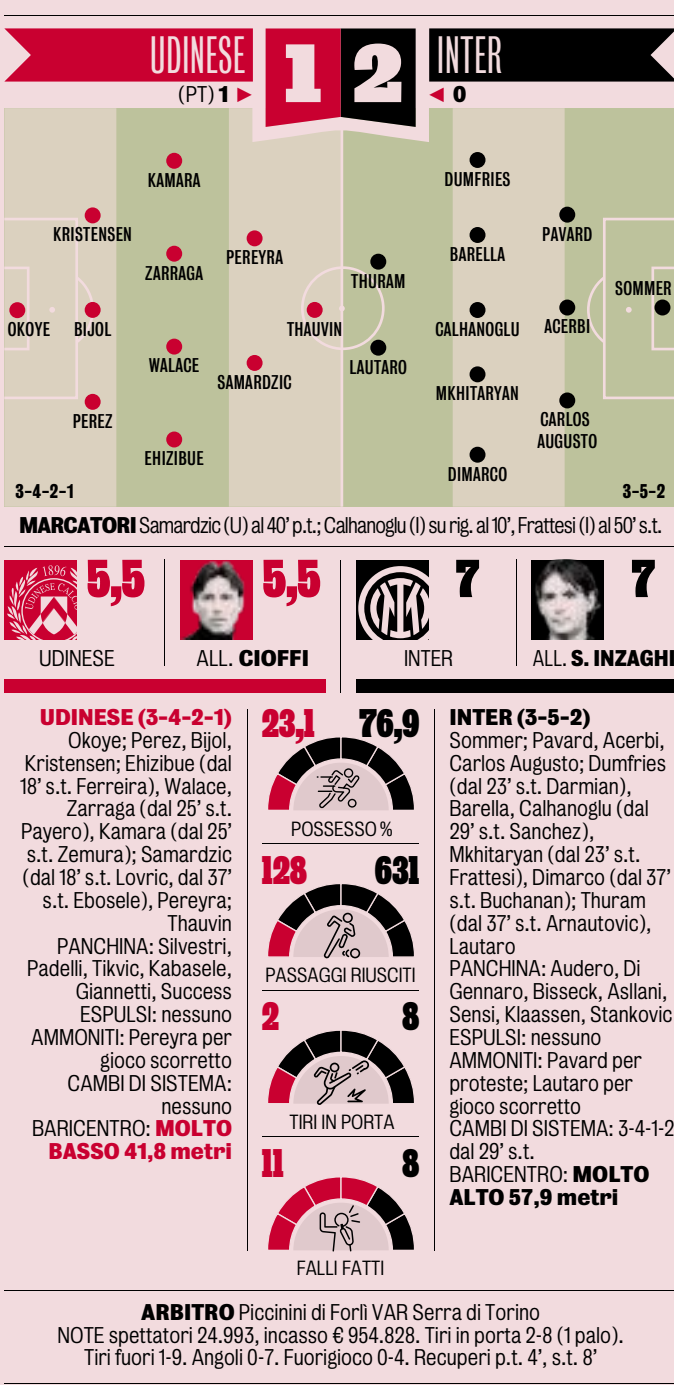 UDINESE
1
2
INTER
(PT) 1
0
KAMARA
DUMFRIES
KRISTENSEN
PAVARD
ZARRAGA
PEREYRA
BARELLA
THURAM
SOMMER
OKOYE
BIJOL
THAUVIN
CALHANOGLU
ACERBI
WALACE
SAMARDZIC
LAUTARO
MKHITARYAN
PEREZ
CARLOS
AUGUSTO
EHIZIBUE
DIMARCO
3-4-2-1
3-5-2
MARCATORI Samardzic (U) al 40' p.t.; Calhanoglu (I) su rig. al 10', Frattesi (I) al 50' s.t.
1896
UDINESE CALCIO
5,5
5,5
7
7
UDINESE
ALL. CIOFFI
INTER
ALL. S. INZAGHI
UDINESE (3-4-2-1)
Okoye; Perez, Bijol,
Kristensen; Ehizibue (dal
18' s.t. Ferreira), Walace,
Zarraga (dal 25' s.t.
Payero), Kamara (dal 25'
s.t. Zemura); Samardzic
(dal 18' s.t. Lovric, dal 37'
s.t. Ebosele), Pereyra;
Thauvin
PANCHINA: Silvestri,
Padelli, Tikvic, Kabasele,
Giannetti, Success
ESPULSI: nessuno
AMMONITI: Pereyra per
gioco scorretto
CAMBI DI SISTEMA:
nessuno
BARICENTRO: MOLTO
BASSO 41,8 metri
23,1
76,9
POSSESSO %
128
631
PASSAGGI RIUSCITI
2
8
TIRI IN PORTA
11
8
FALLI FATTI
INTER (3-5-2)
Sommer; Pavard, Acerbi,
Carlos Augusto; Dumfries
(dal 23' s.t. Darmian),
Barella, Calhanoglu (dal
29' s.t. Sanchez),
Mkhitaryan (dal 23' s.t.
Frattesi), Dimarco (dal 37'
s.t. Buchanan); Thuram
(dal 37' s.t. Arnautovic),
Lautaro
PANCHINA: Audero, Di
Gennaro, Bisseck, Asllani,
Sensi, Klaassen, Stankovic
ESPULSI: nessuno
AMMONITI: Pavard per
proteste; Lautaro per
gioco scorretto
CAMBI DI SISTEMA: 3-4-1-2
dal 29' s.t.
BARICENTRO: MOLTO
ALTO 57,9 metri
ARBITRO Piccinini di Forlì VAR Serra di Torino
NOTE spettatori 24.993, incasso € 954.828. Tiri in porta 2-8 (1 palo).
Tiri fuori 1-9. Angoli 0-7. Fuorigioco 0-4. Recuperi p.t. 4', s.t. 8'